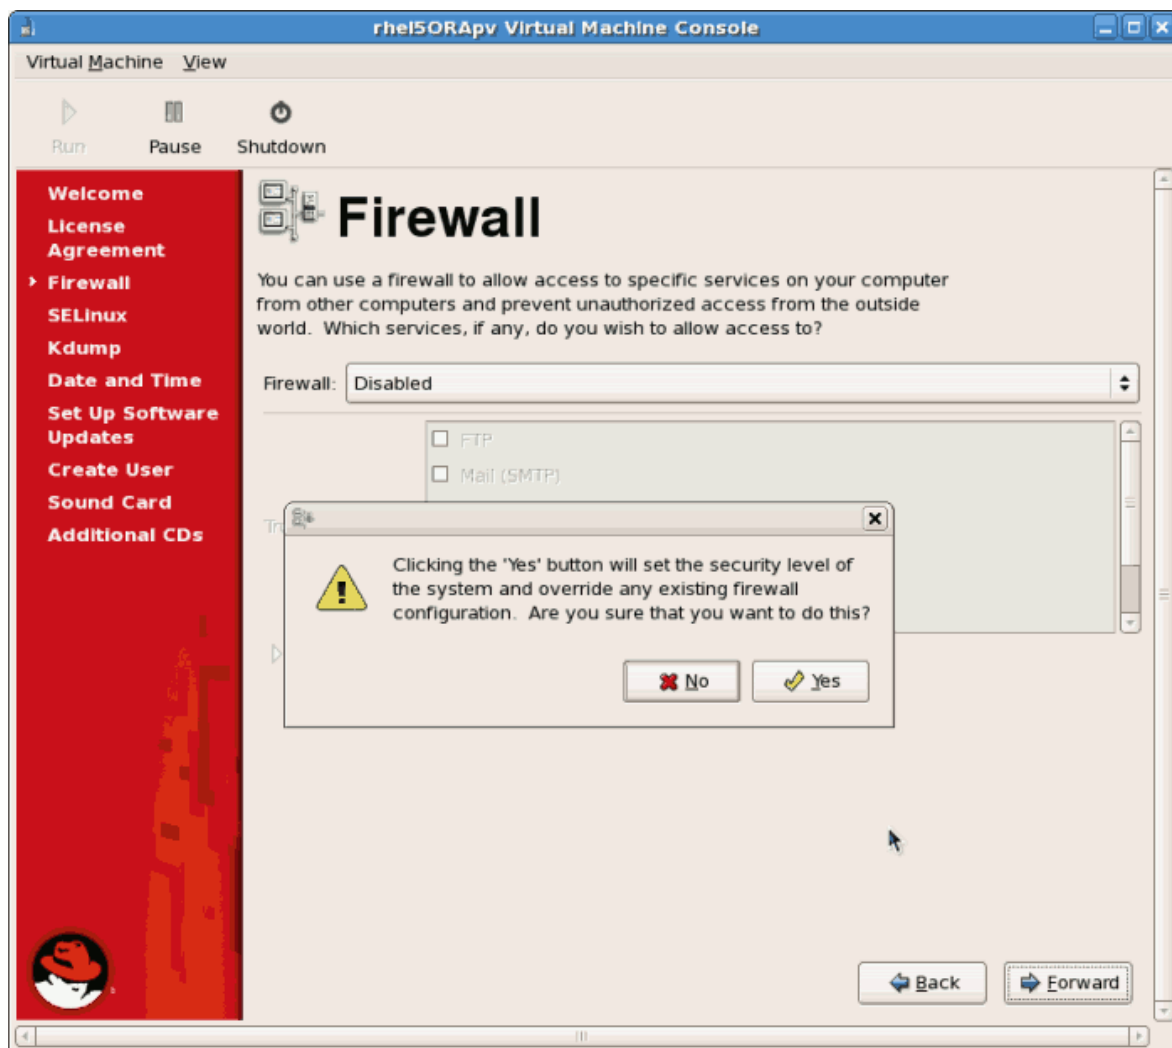 rhel5ORApv Virtual Machine Console
Virtual Machine View
Run Pause Shutdown
Welcome
License
Agreement
Firewall
SELinux
Kdump
Date and Time
Set Up Software
Updates
Create User
Sound Card
Additional CDs
Firewall
You can use a firewall to allow access to specific services on your computer
from other computers and prevent unauthorized access from the outside
world. Which services, if any, do you wish to allow access to?
Firewall: Disabled
FTP
Mail (SMTP)
Clicking the 'Yes' button will set the security level of
the system and override any existing firewall
configuration. Are you sure that you want to do this?
No Yes
Back Forward